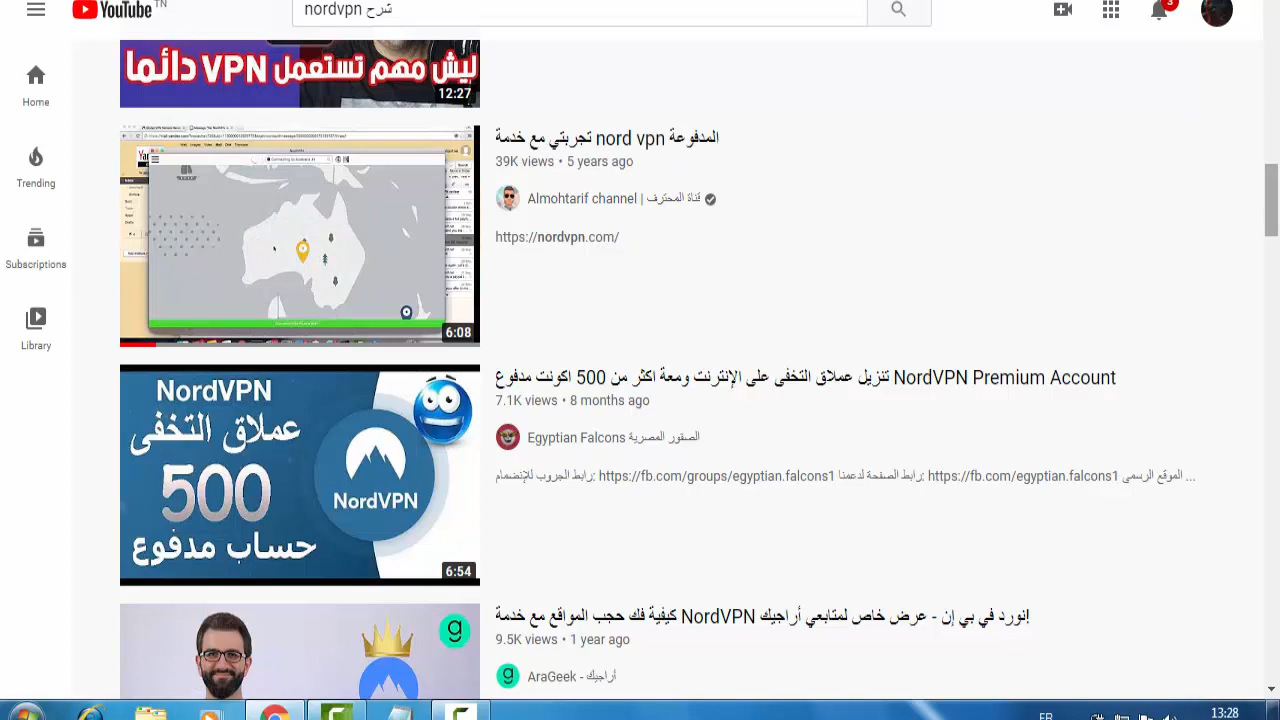 YouTube TN
nordvpn شرح
3
Home
Trending
Subscriptions
Library
ليش مهم تستعمل VPN دائما
12:27
المدفوعة nord vpn تجربتي مع خدمة
39K views • 5 years ago
Almohtarif channel | قناة المحترف
https://nordvpn.com/
6:08
NordVPN
عملاق التخفى
500
حساب مدفوع
NordVPN
6:54
تنزيل عملاق التخفى على الإنترنت ومعة اكثر من 500 اكونت مدفوع NordVPN Premium Account
7.1K views • 8 months ago
Egyptian Falcons الصقور المصرية
رابط الجروب للإنضمام: https://fb.com/groups/egyptian.falcons1 رابط الصفحة لدعمنا: https://fb.com/egyptian.falcons1 الموقع الرسمى ...
g
نورد في بي إن - عرض خاص لمتابعي أراجيك NordVPN كيفية فك حجب المواقع مع خدمة!
9.5K views • 1 year ago
g
AraGeek - أراجيك
FR
13:28